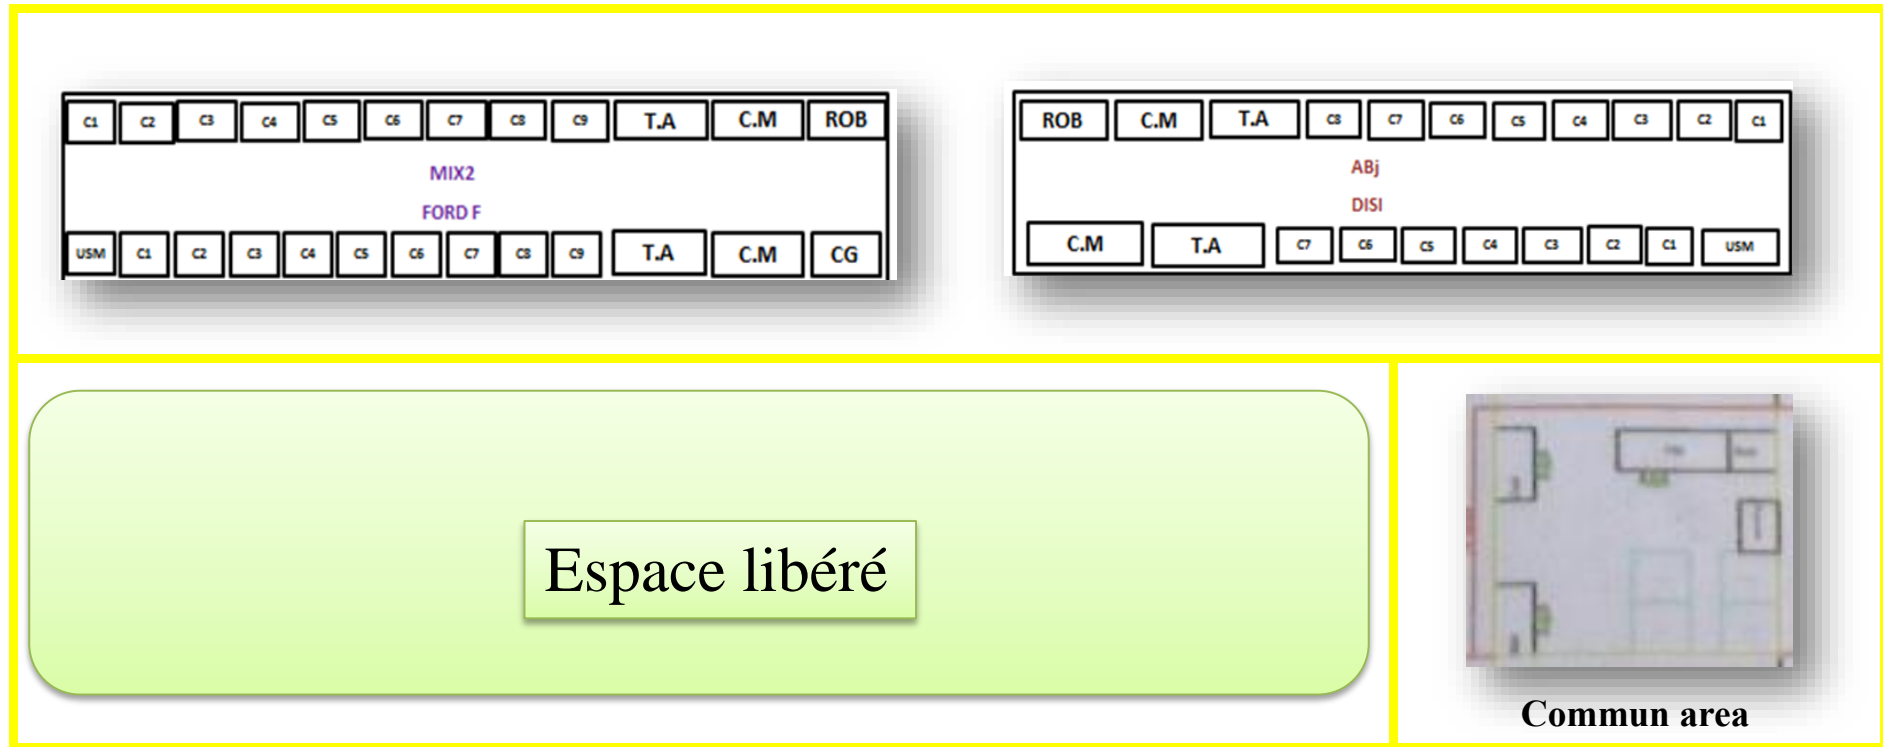 C1 C2 C3 C4 C5 C6 C7 C8 C9 T.A C.M ROB
MIX2
FORD F
USM C1 C2 C3 C4 C5 C6 C7 C8 C9 T.A C.M CG
ROB C.M T.A C8 C7 C6 C5 C4 C3 C2 C1
ABj
DISI
C.M T.A C7 C6 C5 C4 C3 C2 C1 USM
Espace libéré
Commun area